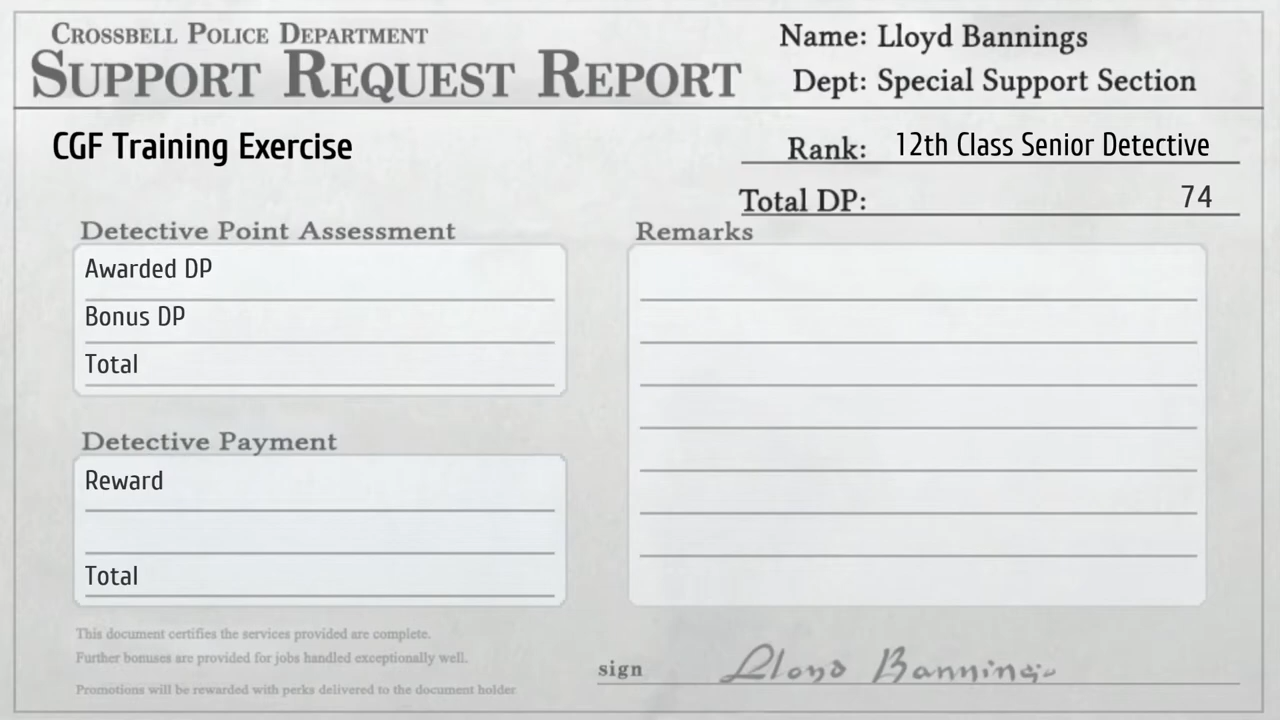 CROSSBELL POLICE DEPARTMENT
SUPPORT REQUEST REPORT
Name: Lloyd Bannings
Dept: Special Support Section
CGF Training Exercise
Rank: 12th Class Senior Detective
Total DP: 74
Detective Point Assessment
Awarded DP
Bonus DP
Total
Remarks
Detective Payment
Reward
Total
This document certifies the services provided are complete.
Further bonuses are provided for jobs handled exceptionally well.
Promotions will be rewarded with perks delivered to the document holder.
sign Lloyd Bannings